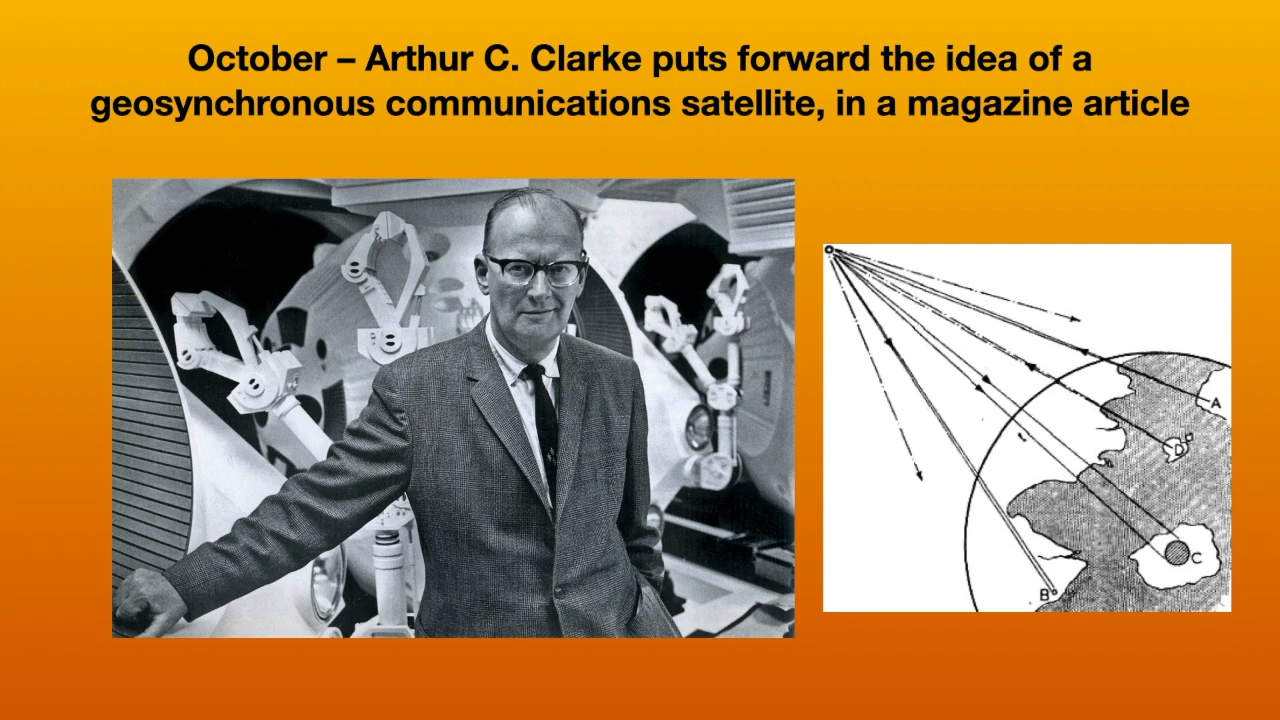 October – Arthur C. Clarke puts forward the idea of a
geosynchronous communications satellite, in a magazine article
A
D
C
B